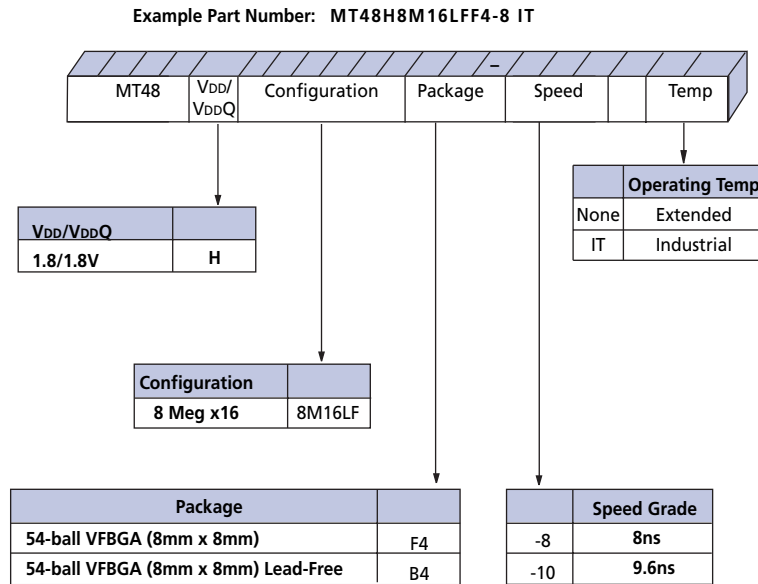 Example Part Number: MT48H8M16LFF4-8 IT
–
MT48 VDD/VDDQ Configuration Package Speed Temp
Operating Temp
None Extended
IT Industrial
VDD/VDDQ
1.8/1.8V H
Configuration
8 Meg x16 8M16LF
Package
54-ball VFBGA (8mm x 8mm) F4
54-ball VFBGA (8mm x 8mm) Lead-Free B4
Speed Grade
-8 8ns
-10 9.6ns